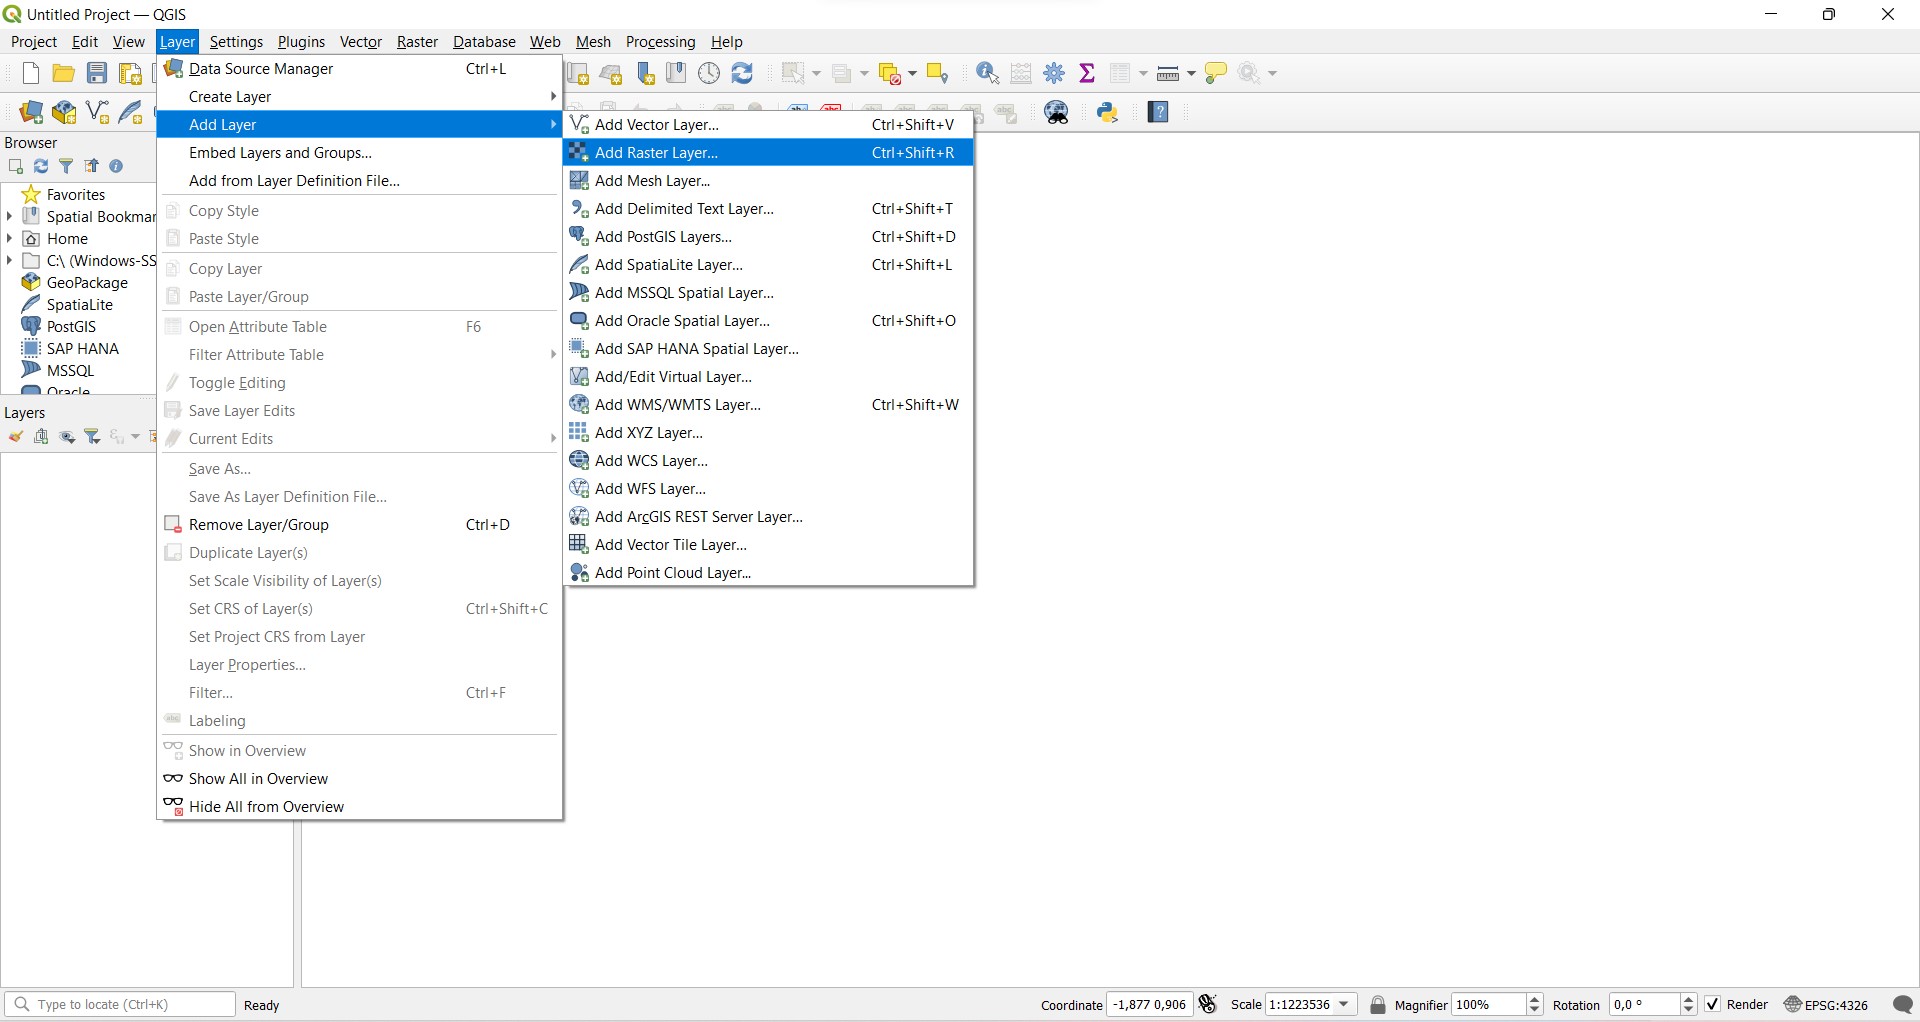 Untitled Project — QGIS
Project Edit View Layer Settings Plugins Vector Raster Database Web Mesh Processing Help
Data Source Manager Ctrl+L
Create Layer
Add Layer
Embed Layers and Groups...
Add from Layer Definition File...
Copy Style
Paste Style
Copy Layer
Paste Layer/Group
Open Attribute Table F6
Filter Attribute Table
Toggle Editing
Save Layer Edits
Current Edits
Save As...
Save As Layer Definition File...
Remove Layer/Group Ctrl+D
Duplicate Layer(s)
Set Scale Visibility of Layer(s)
Set CRS of Layer(s) Ctrl+Shift+C
Set Project CRS from Layer
Layer Properties...
Filter... Ctrl+F
Labeling
Show in Overview
Show All in Overview
Hide All from Overview
Add Vector Layer... Ctrl+Shift+V
Add Raster Layer... Ctrl+Shift+R
Add Mesh Layer...
Add Delimited Text Layer... Ctrl+Shift+T
Add PostGIS Layers... Ctrl+Shift+D
Add SpatiaLite Layer... Ctrl+Shift+L
Add MSSQL Spatial Layer...
Add Oracle Spatial Layer... Ctrl+Shift+O
Add SAP HANA Spatial Layer...
Add/Edit Virtual Layer...
Add WMS/WMTS Layer... Ctrl+Shift+W
Add XYZ Layer...
Add WCS Layer...
Add WFS Layer...
Add ArcGIS REST Server Layer...
Add Vector Tile Layer...
Add Point Cloud Layer...
Browser
Favorites
Spatial Bookmar
Home
C:\ (Windows-SS
GeoPackage
SpatiaLite
PostGIS
SAP HANA
MSSQL
Oracle
Layers
Type to locate (Ctrl+K) Ready Coordinate -1,877 0,906 Scale 1:1223536 Magnifier 100% Rotation 0,0 ° Render EPSG:4326